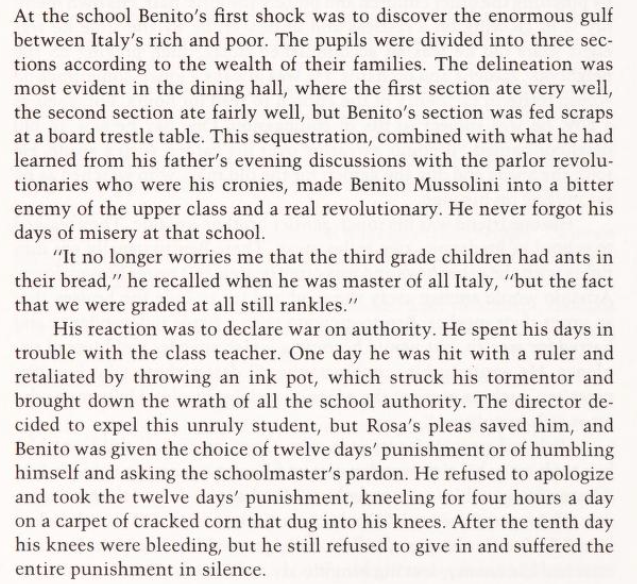 At the school Benito's first shock was to discover the enormous gulf
between Italy's rich and poor. The pupils were divided into three sec-
tions according to the wealth of their families. The delineation was
most evident in the dining hall, where the first section ate very well,
the second section ate fairly well, but Benito's section was fed scraps
at a board trestle table. This sequestration, combined with what he had
learned from his father's evening discussions with the parlor revolu-
tionaries who were his cronies, made Benito Mussolini into a bitter
enemy of the upper class and a real revolutionary. He never forgot his
days of misery at that school.
"It no longer worries me that the third grade children had ants in
their bread," he recalled when he was master of all Italy, "but the fact
that we were graded at all still rankles."
His reaction was to declare war on authority. He spent his days in
trouble with the class teacher. One day he was hit with a ruler and
retaliated by throwing an ink pot, which struck his tormentor and
brought down the wrath of all the school authority. The director de-
cided to expel this unruly student, but Rosa's pleas saved him, and
Benito was given the choice of twelve days' punishment or of humbling
himself and asking the schoolmaster's pardon. He refused to apologize
and took the twelve days' punishment, kneeling for four hours a day
on a carpet of cracked corn that dug into his knees. After the tenth day
his knees were bleeding, but he still refused to give in and suffered the
entire punishment in silence.